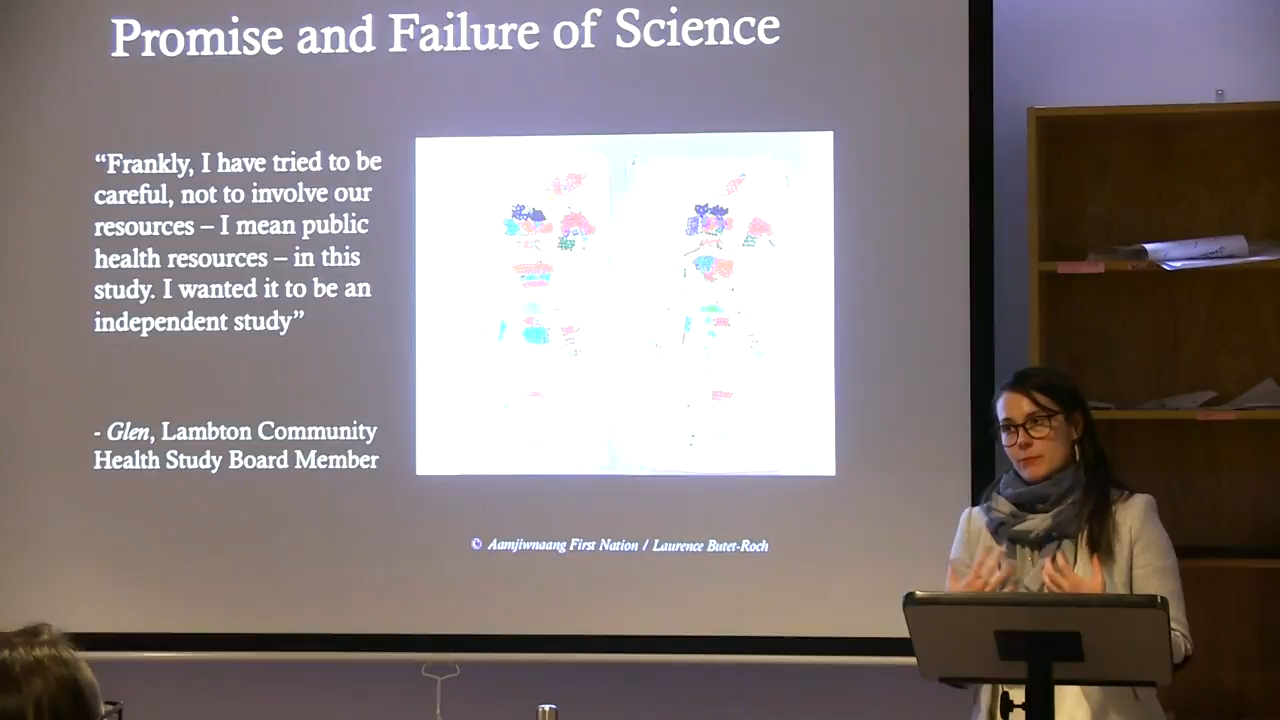 Promise and Failure of Science
“Frankly, I have tried to be
careful, not to involve our
resources – I mean public
health resources – in this
study. I wanted it to be an
independent study”
- Glen, Lambton Community
Health Study Board Member
© Aamjiwnaang First Nation / Laurence Butet-Roch